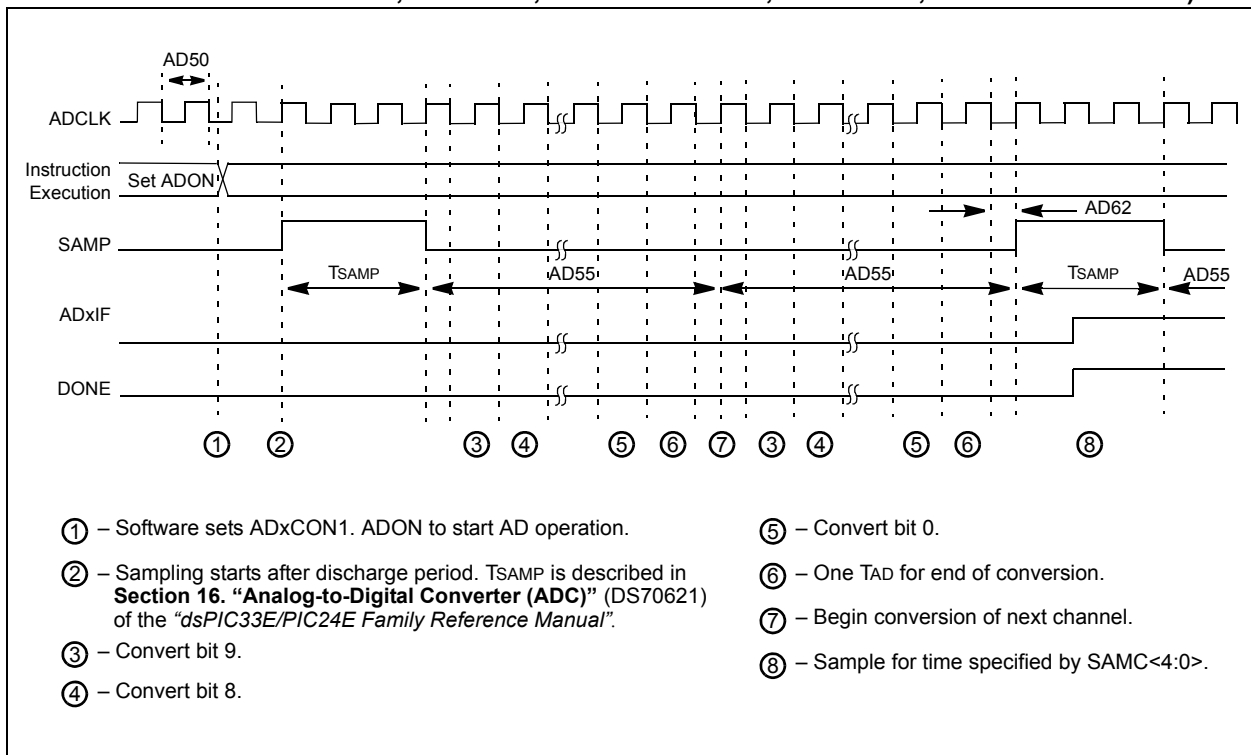 AD50
ADCLK
Instruction
Execution
Set ADON
AD62
SAMP
TSAMP
AD55
AD55
TSAMP
AD55
ADxIF
DONE
1 2 3 4 5 6 7 3 4 5 6 8
1 – Software sets ADxCON1. ADON to start AD operation.
2 – Sampling starts after discharge period. TSAMP is described in
Section 16. “Analog-to-Digital Converter (ADC)” (DS70621)
of the “dsPIC33E/PIC24E Family Reference Manual”.
3 – Convert bit 9.
4 – Convert bit 8.
5 – Convert bit 0.
6 – One TAD for end of conversion.
7 – Begin conversion of next channel.
8 – Sample for time specified by SAMC<4:0>.